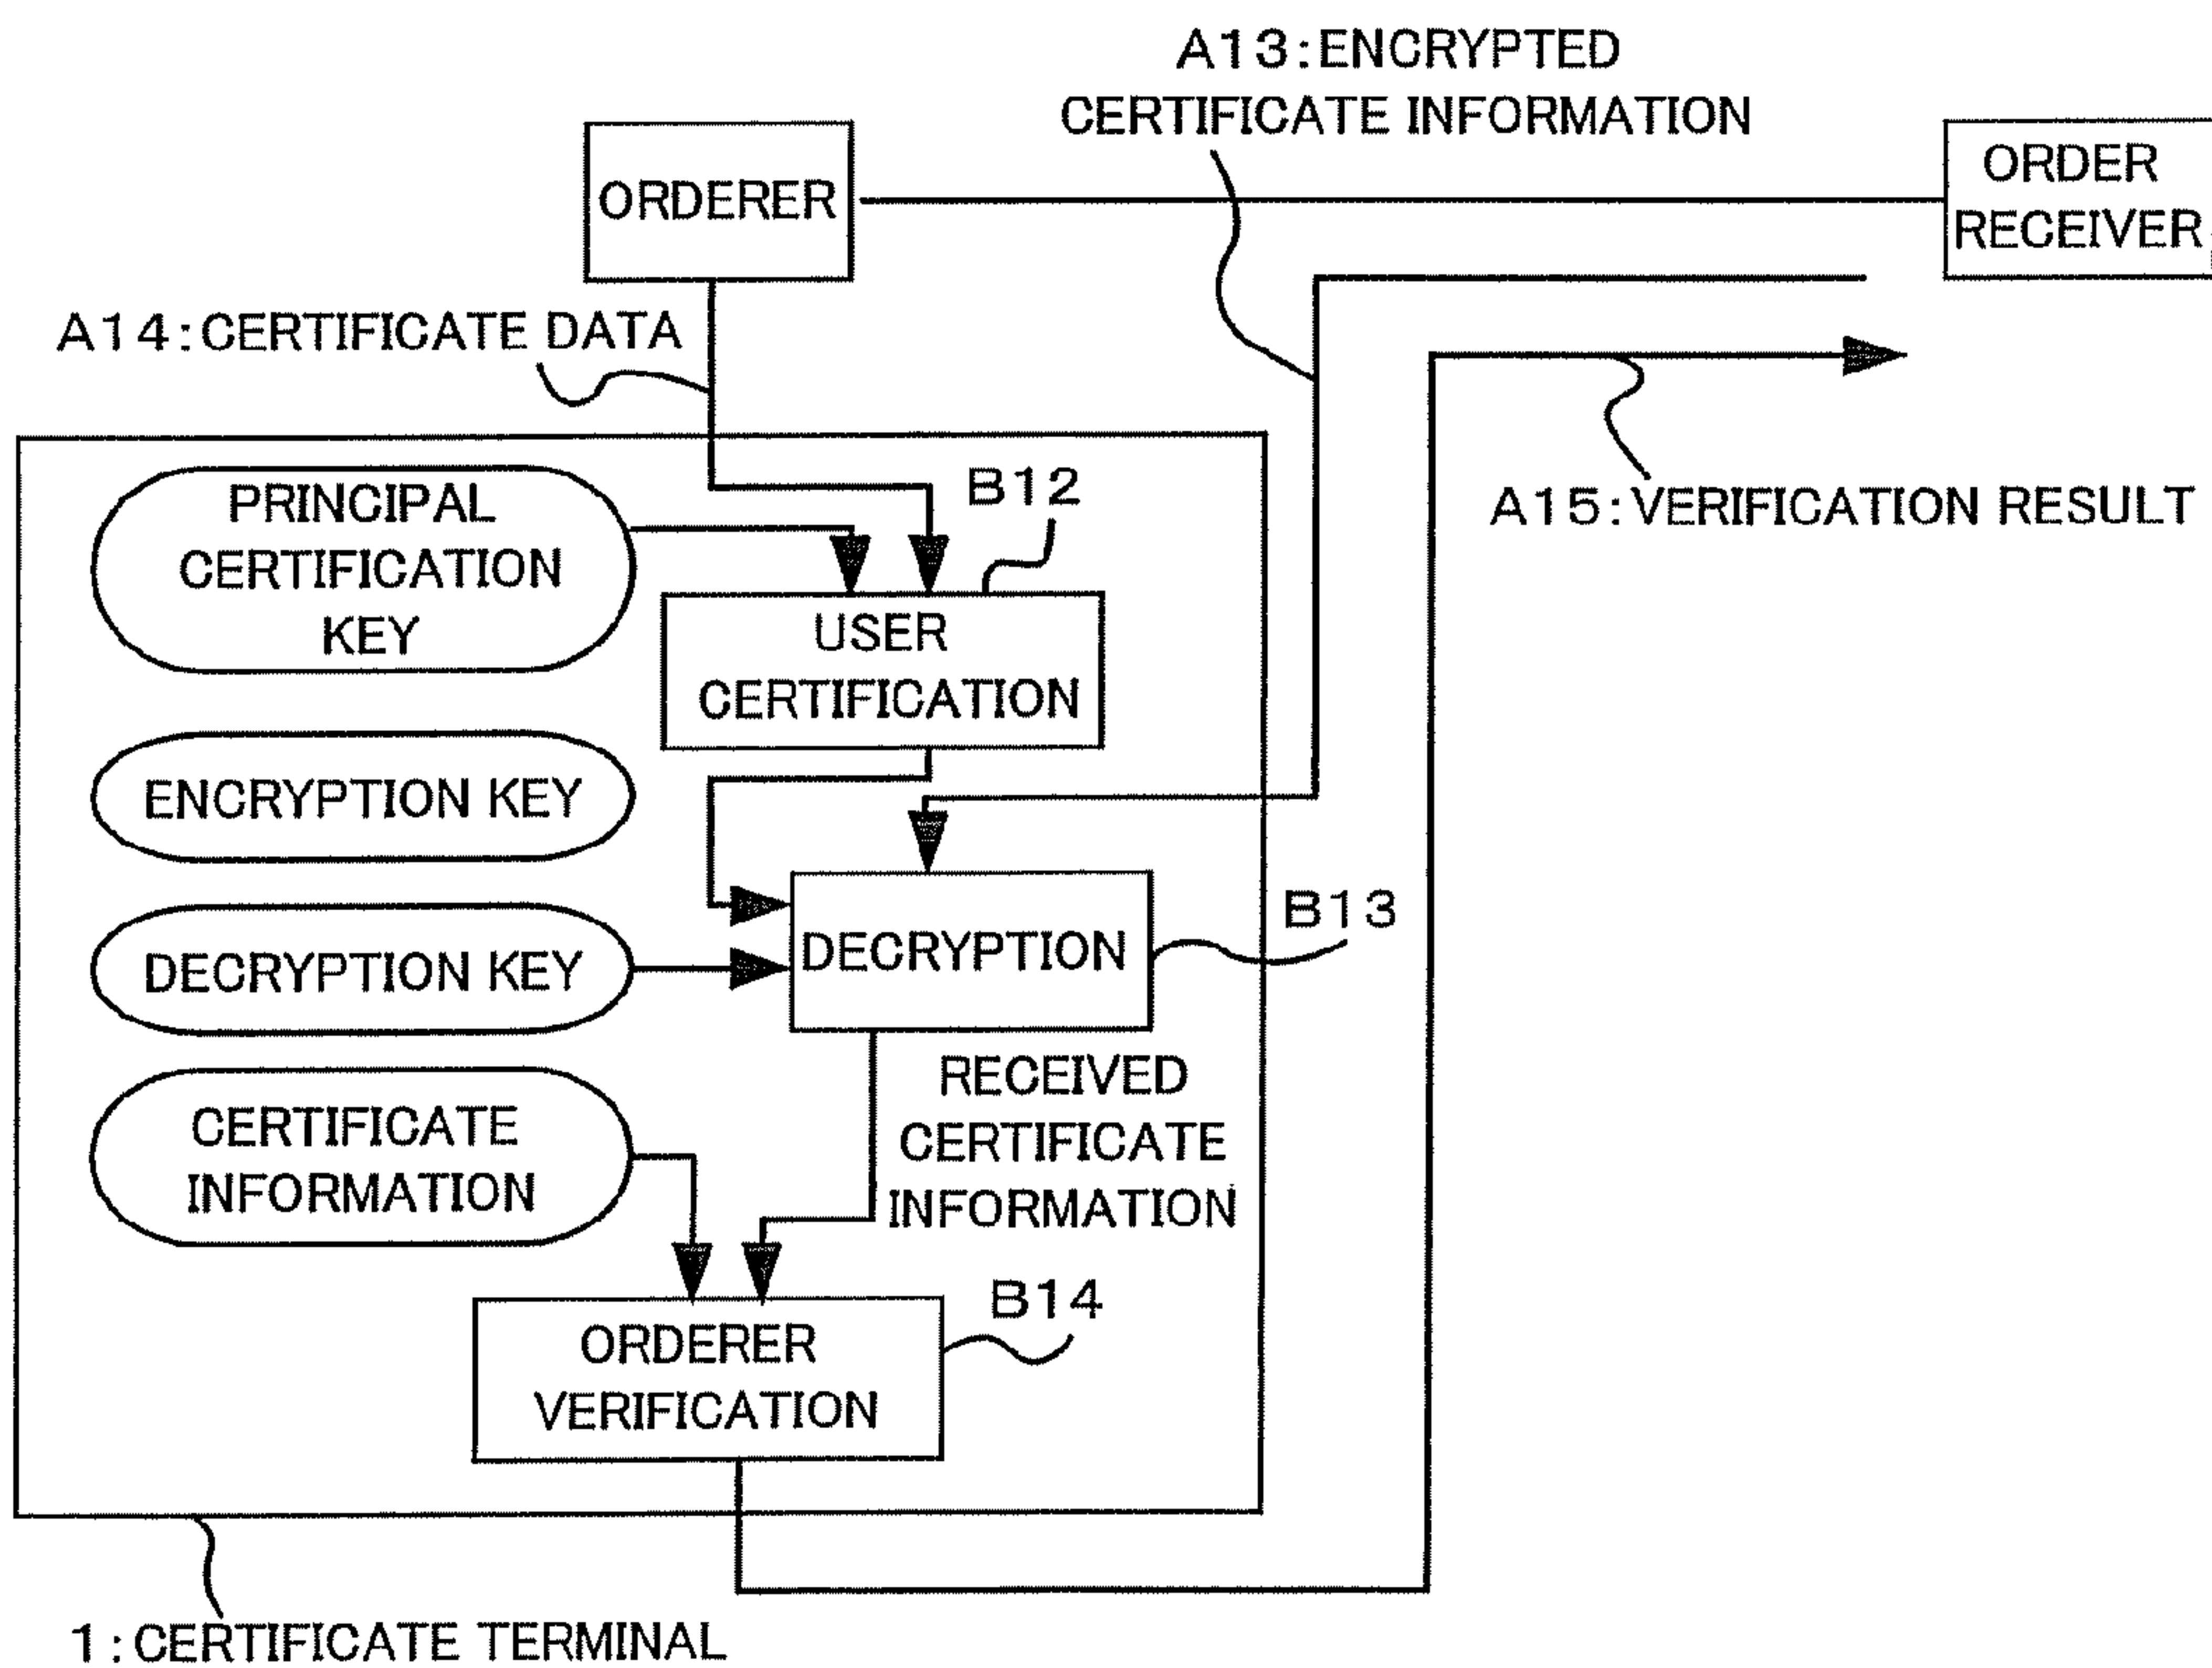 A13:ENCRYPTED
CERTIFICATE INFORMATION
ORDERER
ORDER
RECEIVER
A14:CERTIFICATE DATA
A15:VERIFICATION RESULT
PRINCIPAL
CERTIFICATION
KEY
B12
USER
CERTIFICATION
ENCRYPTION KEY
DECRYPTION KEY
DECRYPTION
B13
RECEIVED
CERTIFICATE
INFORMATION
CERTIFICATE
INFORMATION
ORDERER
VERIFICATION
B14
1:CERTIFICATE TERMINAL